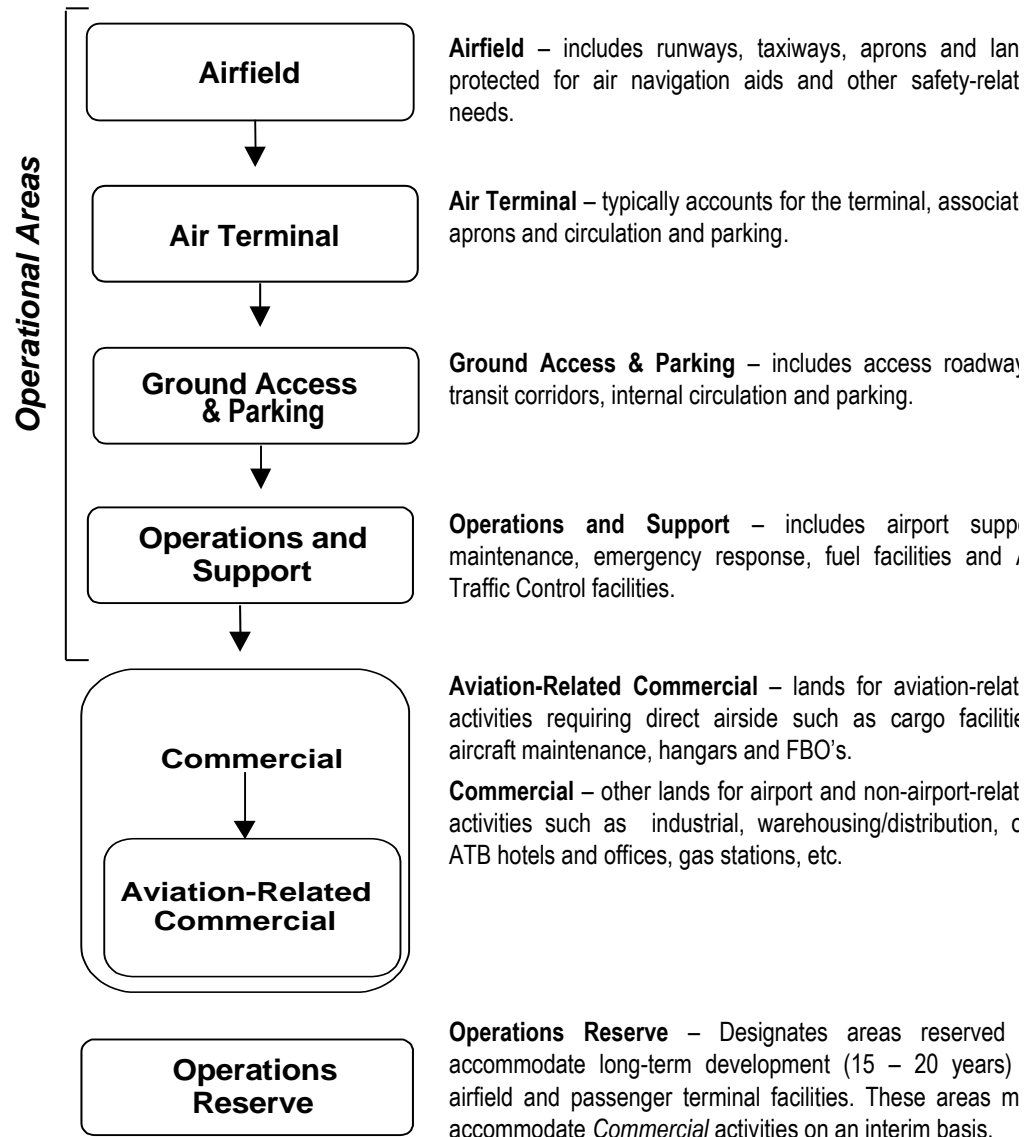 Operational Areas
Airfield
Airfield – includes runways, taxiways, aprons and lan
protected for air navigation aids and other safety-relat
needs.
Air Terminal
Air Terminal – typically accounts for the terminal, associat
aprons and circulation and parking.
Ground Access
& Parking
Ground Access & Parking – includes access roadway
transit corridors, internal circulation and parking.
Operations and
Support
Operations and Support – includes airport suppo
maintenance, emergency response, fuel facilities and A
Traffic Control facilities.
Commercial
Aviation-Related
Commercial
Aviation-Related Commercial – lands for aviation-relat
activities requiring direct airside such as cargo facilitie
aircraft maintenance, hangars and FBO's.
Commercial – other lands for airport and non-airport-relat
activities such as industrial, warehousing/distribution,
ATB hotels and offices, gas stations, etc.
Operations
Reserve
Operations Reserve – Designates areas reserved
accommodate long-term development (15 – 20 years)
airfield and passenger terminal facilities. These areas m
accommodate Commercial activities on an interim basis.